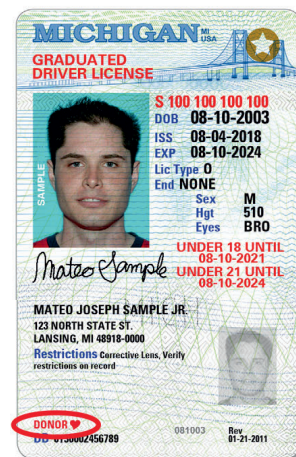 MICHIGAN MI USA
GRADUATED
DRIVER LICENSE
S 100 100 100 100
DOB 08-10-2003
ISS 08-04-2018
EXP 08-10-2024
Lic Type O
End NONE
Sex M
Hgt 510
Eyes BRO
SAMPLE
UNDER 18 UNTIL
08-10-2021
UNDER 21 UNTIL
08-10-2024
Mateo Sample
MATEO JOSEPH SAMPLE JR.
123 NORTH STATE ST.
LANSING, MI 48918-0000
Restrictions Corrective Lens, Verify
restrictions on record
DONOR ♥
DD 0150002456789
081003
Rev
01-21-2011